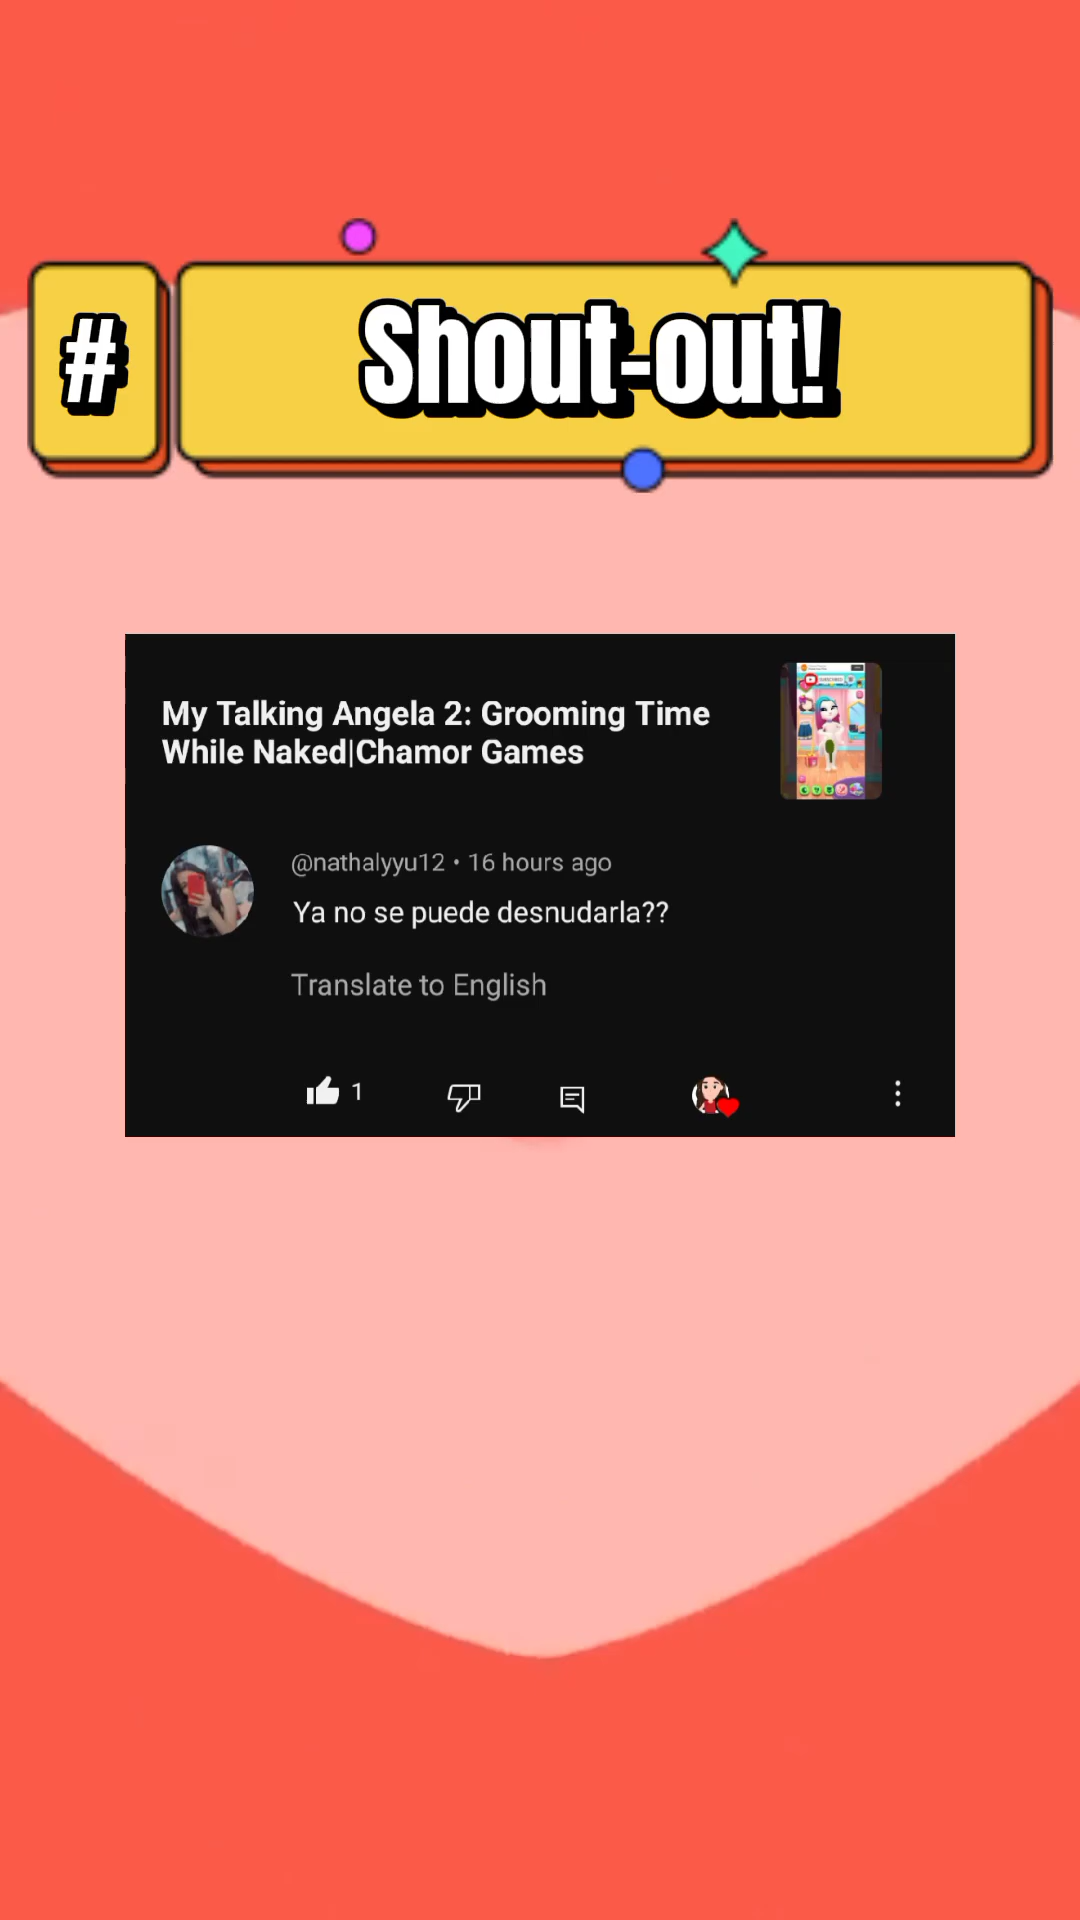 #
Shout-out!
My Talking Angela 2: Grooming Time
While Naked|Chamor Games
@nathalyyu12 • 16 hours ago
Ya no se puede desnudarla??
Translate to English
1